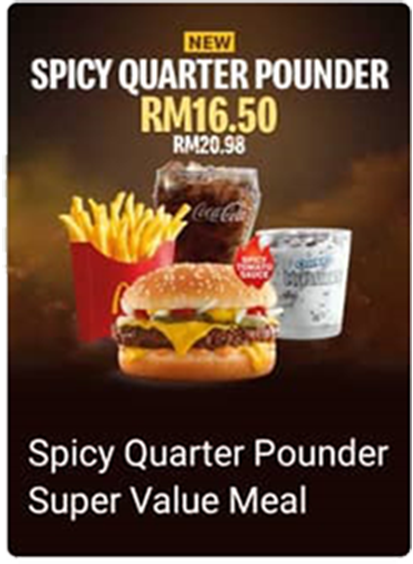 NEW
SPICY QUARTER POUNDER
RM16.50
RM20.98
Coca-Cola
SPICY
TOMATO
SAUCE
Spicy Quarter Pounder
Super Value Meal